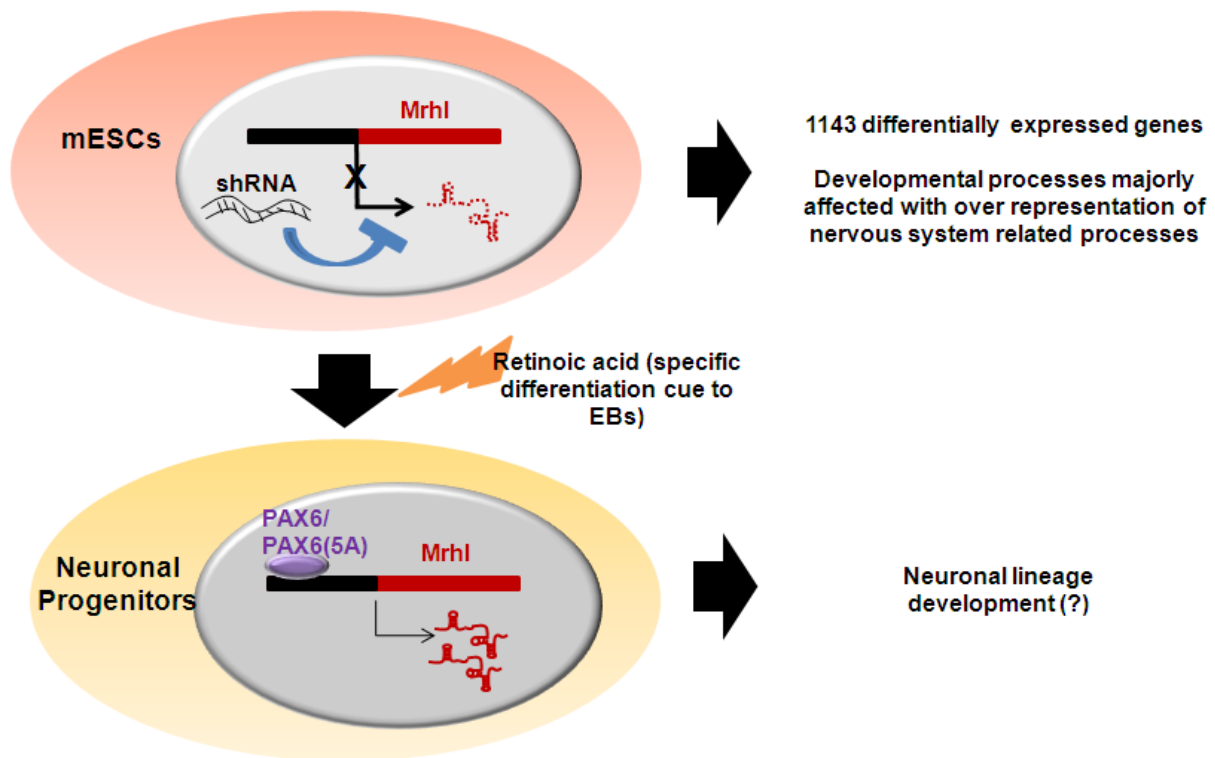 mESCs
Mrhl
shRNA
X
1143 differentially expressed genes
Developmental processes majorly
affected with over representation of
nervous system related processes
Retinoic acid (specific
differentiation cue to
EBs)
Neuronal
Progenitors
PAX6/
PAX6(5A)
Mrhl
Neuronal lineage
development (?)